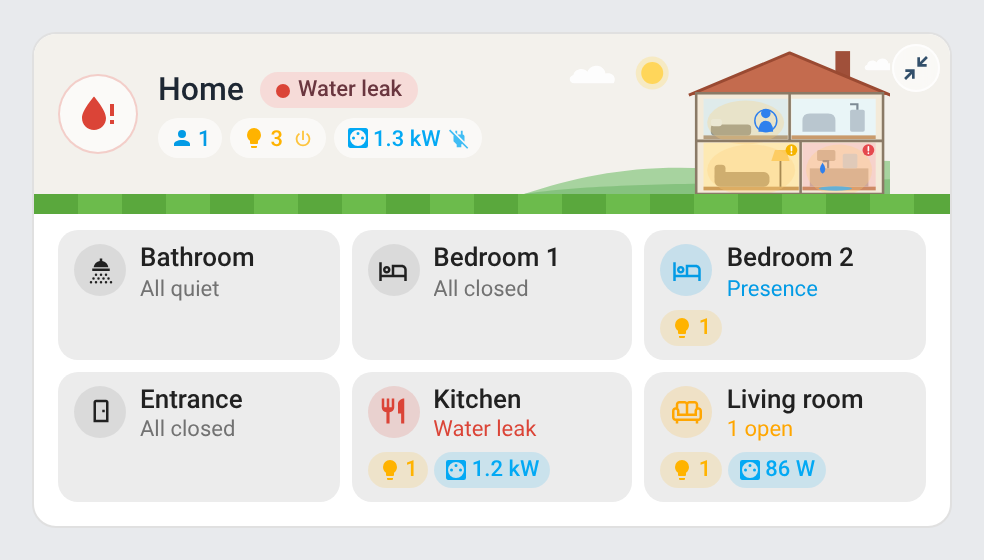 Home
Water leak
1
3
1.3 kW
Bathroom
All quiet
Bedroom 1
All closed
Bedroom 2
Presence
1
Entrance
All closed
Kitchen
Water leak
1
1.2 kW
Living room
1 open
1
86 W